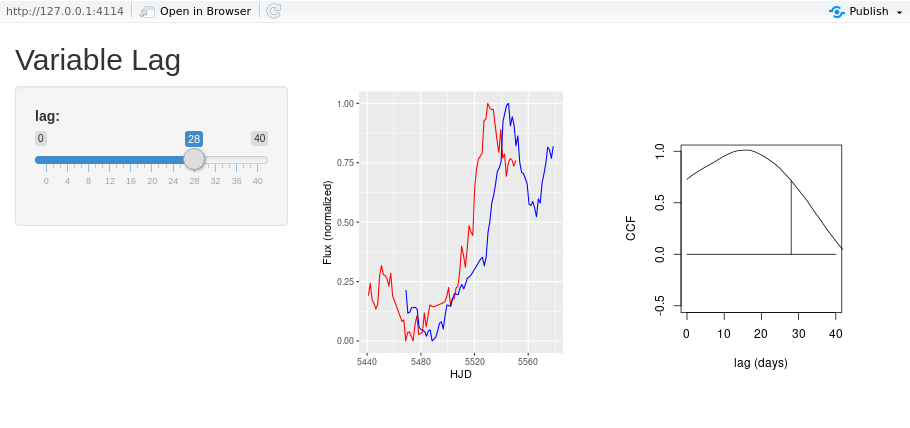 http://127.0.0.1:4114 Open in Browser Publish
Variable Lag
lag:
0 28 40
0 4 8 12 16 20 24 28 32 36 40
1.00
0.75
0.50
0.25
0.00
Flux (normalized)
5440 5480 5520 5560
HJD
1.0
0.5
0.0
-0.5
CCF
0 10 20 30 40
lag (days)